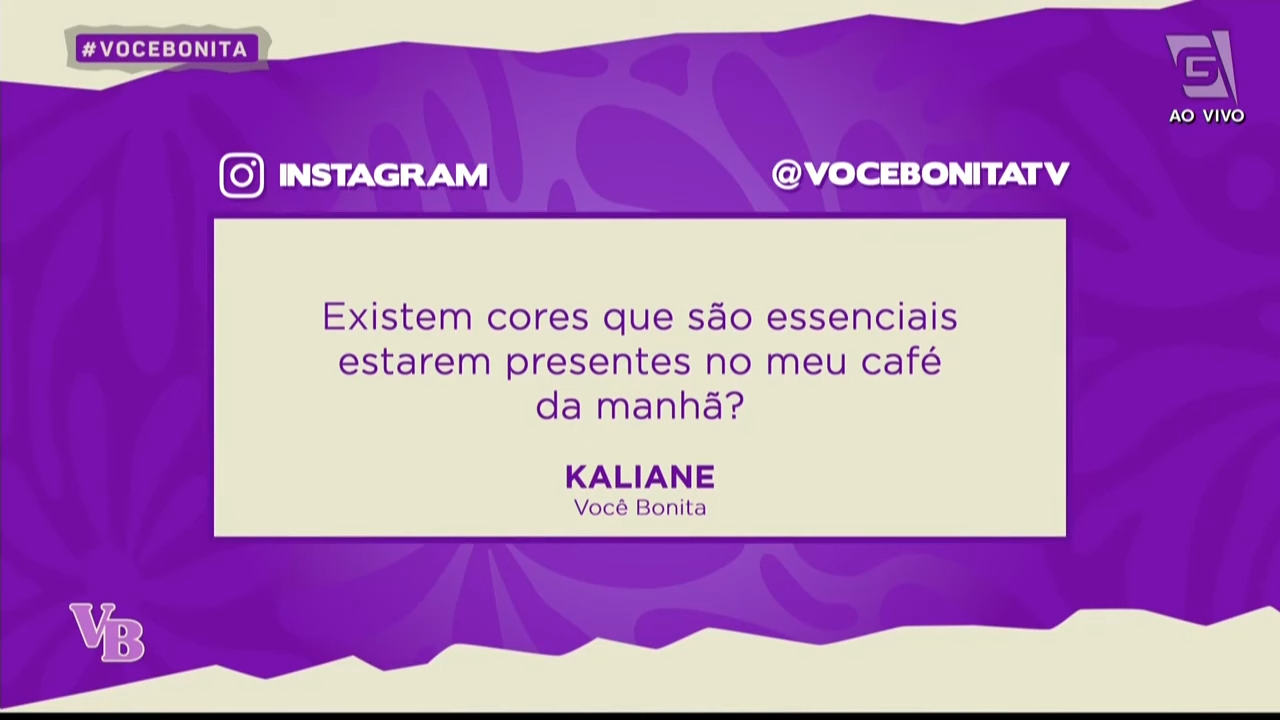 #VOCEBONITA
AO VIVO
INSTAGRAM
@VOCEBONITATV
Existem cores que são essenciais
estarem presentes no meu café
da manhã?
KALIANE
Você Bonita
VB